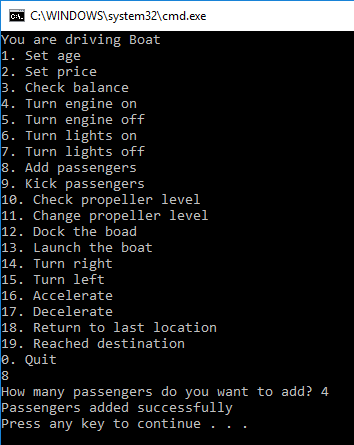 C:\WINDOWS\system32\cmd.exe
You are driving Boat
1. Set age
2. Set price
3. Check balance
4. Turn engine on
5. Turn engine off
6. Turn lights on
7. Turn lights off
8. Add passengers
9. Kick passengers
10. Check propeller level
11. Change propeller level
12. Dock the boad
13. Launch the boat
14. Turn right
15. Turn left
16. Accelerate
17. Decelerate
18. Return to last location
19. Reached destination
0. Quit
8
How many passengers do you want to add? 4
Passengers added successfully
Press any key to continue . . .